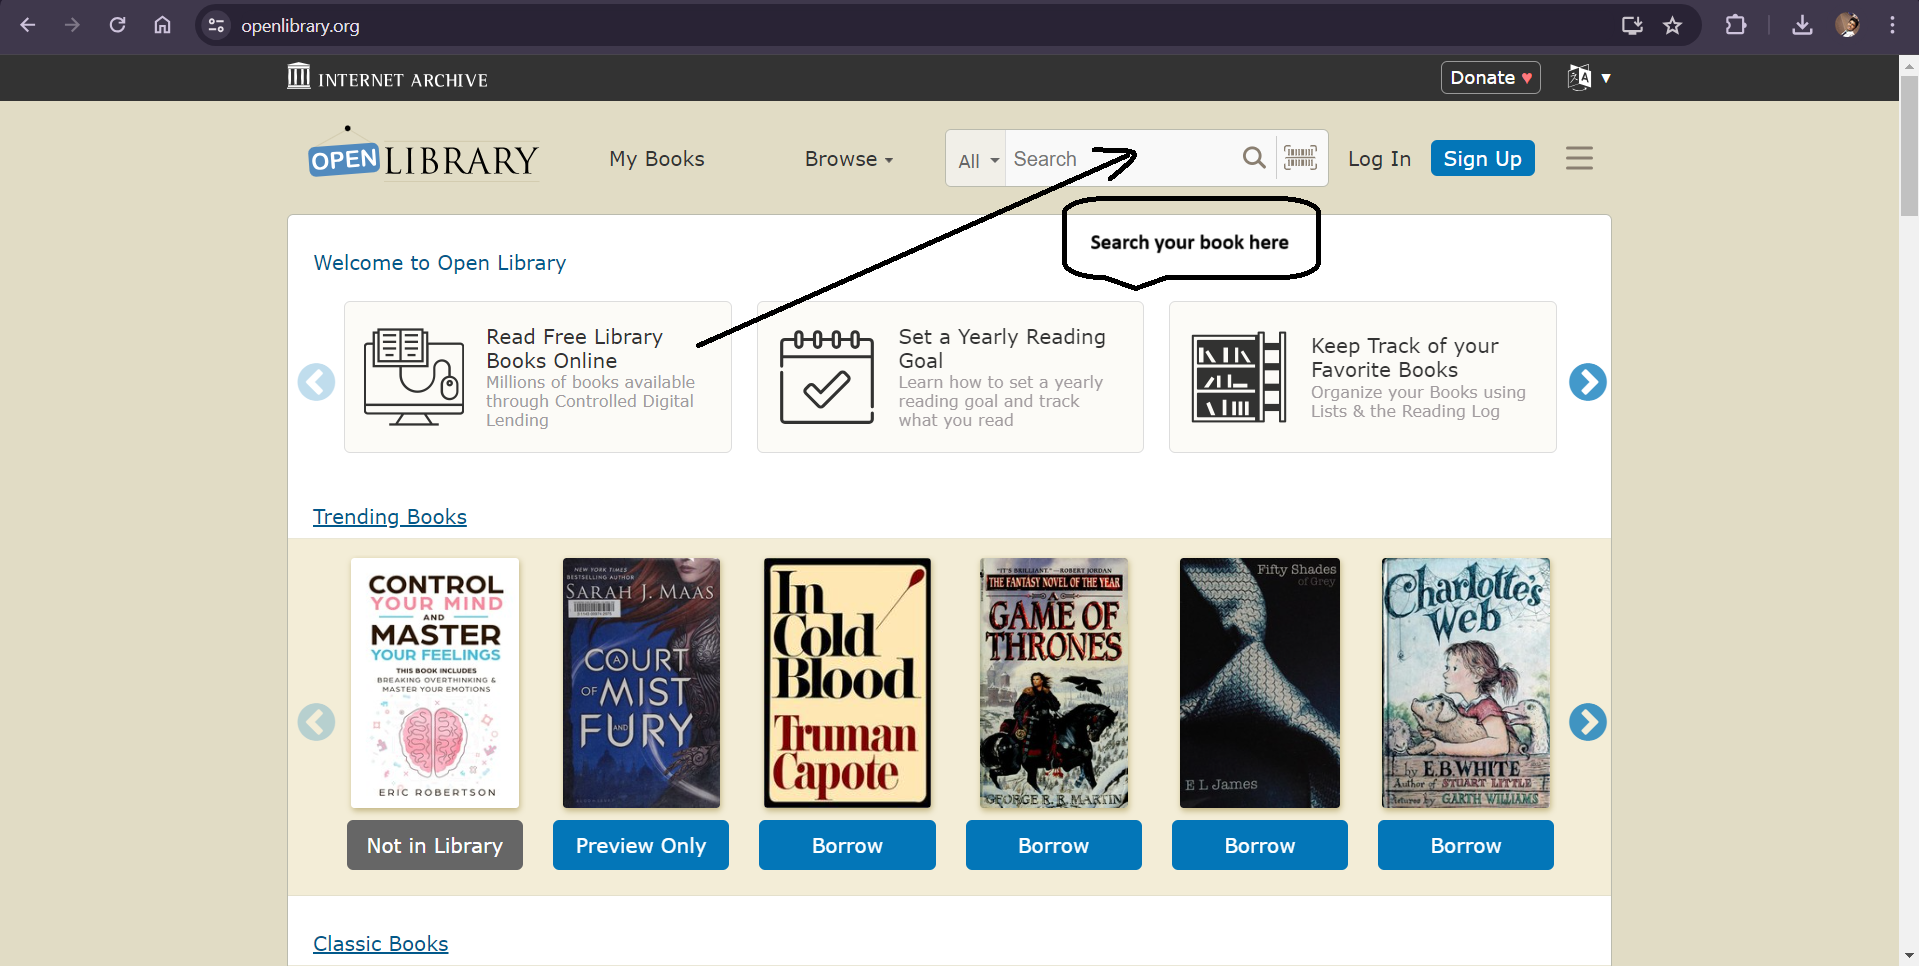 openlibrary.org
INTERNET ARCHIVE
Donate ♥
OPEN LIBRARY
My Books
Browse
All
Search
Log In
Sign Up
Search your book here
Welcome to Open Library
Read Free Library
Books Online
Millions of books available
through Controlled Digital
Lending
Set a Yearly Reading
Goal
Learn how to set a yearly
reading goal and track
what you read
Keep Track of your
Favorite Books
Organize your Books using
Lists & the Reading Log
Trending Books
CONTROL
YOUR MIND
AND
MASTER
YOUR FEELINGS
THIS BOOK INCLUDES
BREAKING OVERTHINKING &
MASTER YOUR EMOTIONS
ERIC ROBERTSON
NEW YORK TIMES
BESTSELLING AUTHOR
SARAH J. MAAS
A
COURT
OF MIST
AND
FURY
In
Cold
Blood
Truman
Capote
"IT'S BRILLIANT." —ROBERT JORDAN
THE FANTASY NOVEL OF THE YEAR
A
GAME OF
THRONES
GEORGE R. R. MARTIN
Fifty Shades
of Grey
E L James
Charlotte's
Web
by E.B. WHITE
Author of STUART LITTLE
Pictures by GARTH WILLIAMS
Not in Library
Preview Only
Borrow
Borrow
Borrow
Borrow
Classic Books